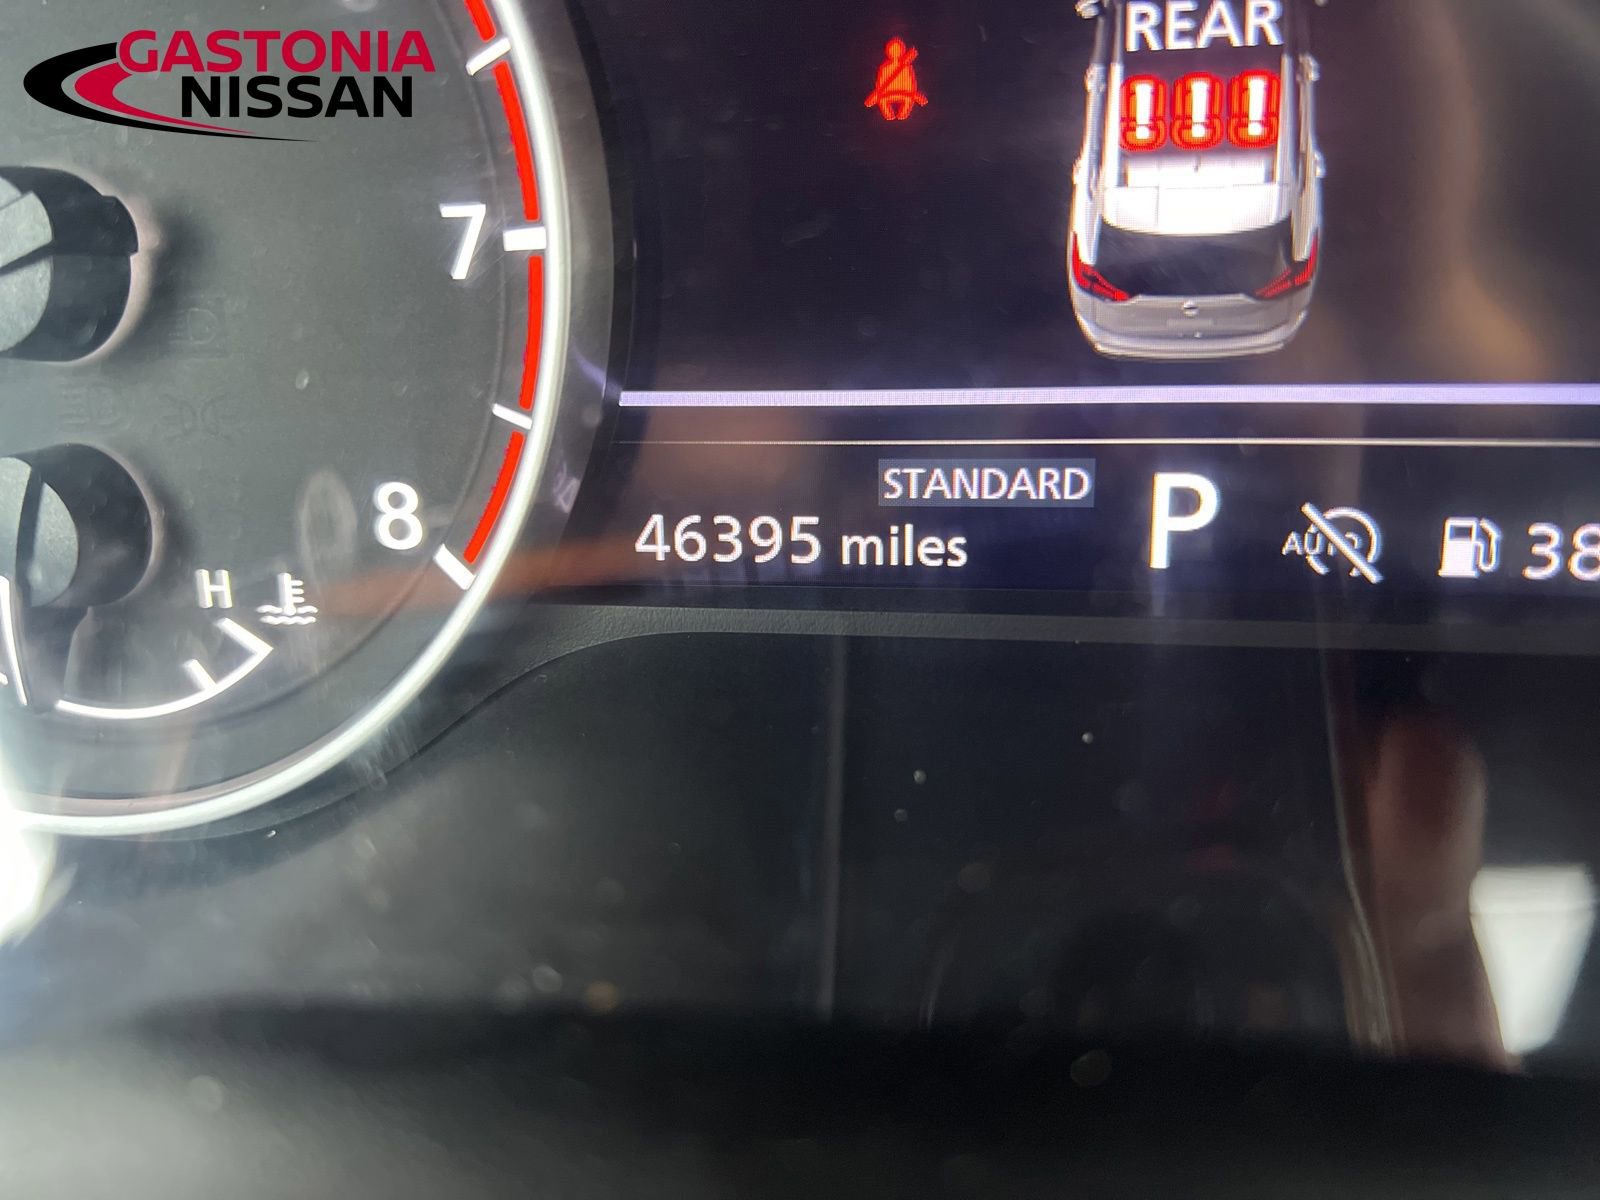 GASTONIA
NISSAN
REAR
7
STANDARD
P
8
46395 miles
AUTO
38
H